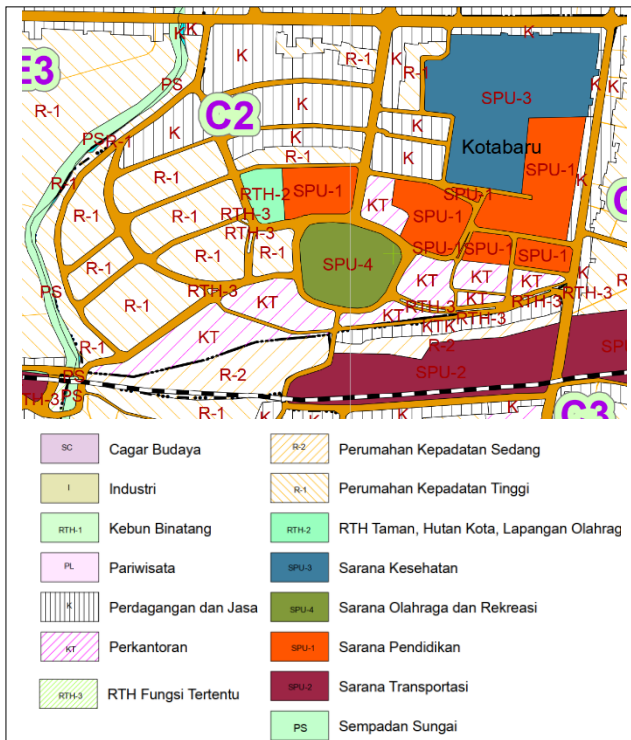 K K K K
K R-1 R-1 K K
E3 PS SPU-3
C2 K
R-1 K K
PS R-1 K K Kotabaru SPU-1
R-1 R-1 R-1 K
R-1 RTH-2 SPU-1 SPU-1 C
RTH-3 KT SPU-1
R-1 R-1 RTH-3 SPU-1
R-1 R-1 SPU-4 SPU-1 SPU-1
R-1 RTH-3 KT KT KT
PS R-1 KT RTH-3 KT RTH-3 RTH-3
KT KT KTK RTH-3 R
R-1 R-2 SPU-
PS R-2 SPU-2
RTH-3 PS R-1 K K K K
C3
SC Cagar Budaya
I Industri
RTH-1 Kebun Binatang
PL Pariwisata
K Perdagangan dan Jasa
KT Perkantoran
RTH-3 RTH Fungsi Tertentu
R-2 Perumahan Kepadatan Sedang
R-1 Perumahan Kepadatan Tinggi
RTH-2 RTH Taman, Hutan Kota, Lapangan Olahrag
SPU-3 Sarana Kesehatan
SPU-4 Sarana Olahraga dan Rekreasi
SPU-1 Sarana Pendidikan
SPU-2 Sarana Transportasi
PS Sempadan Sungai